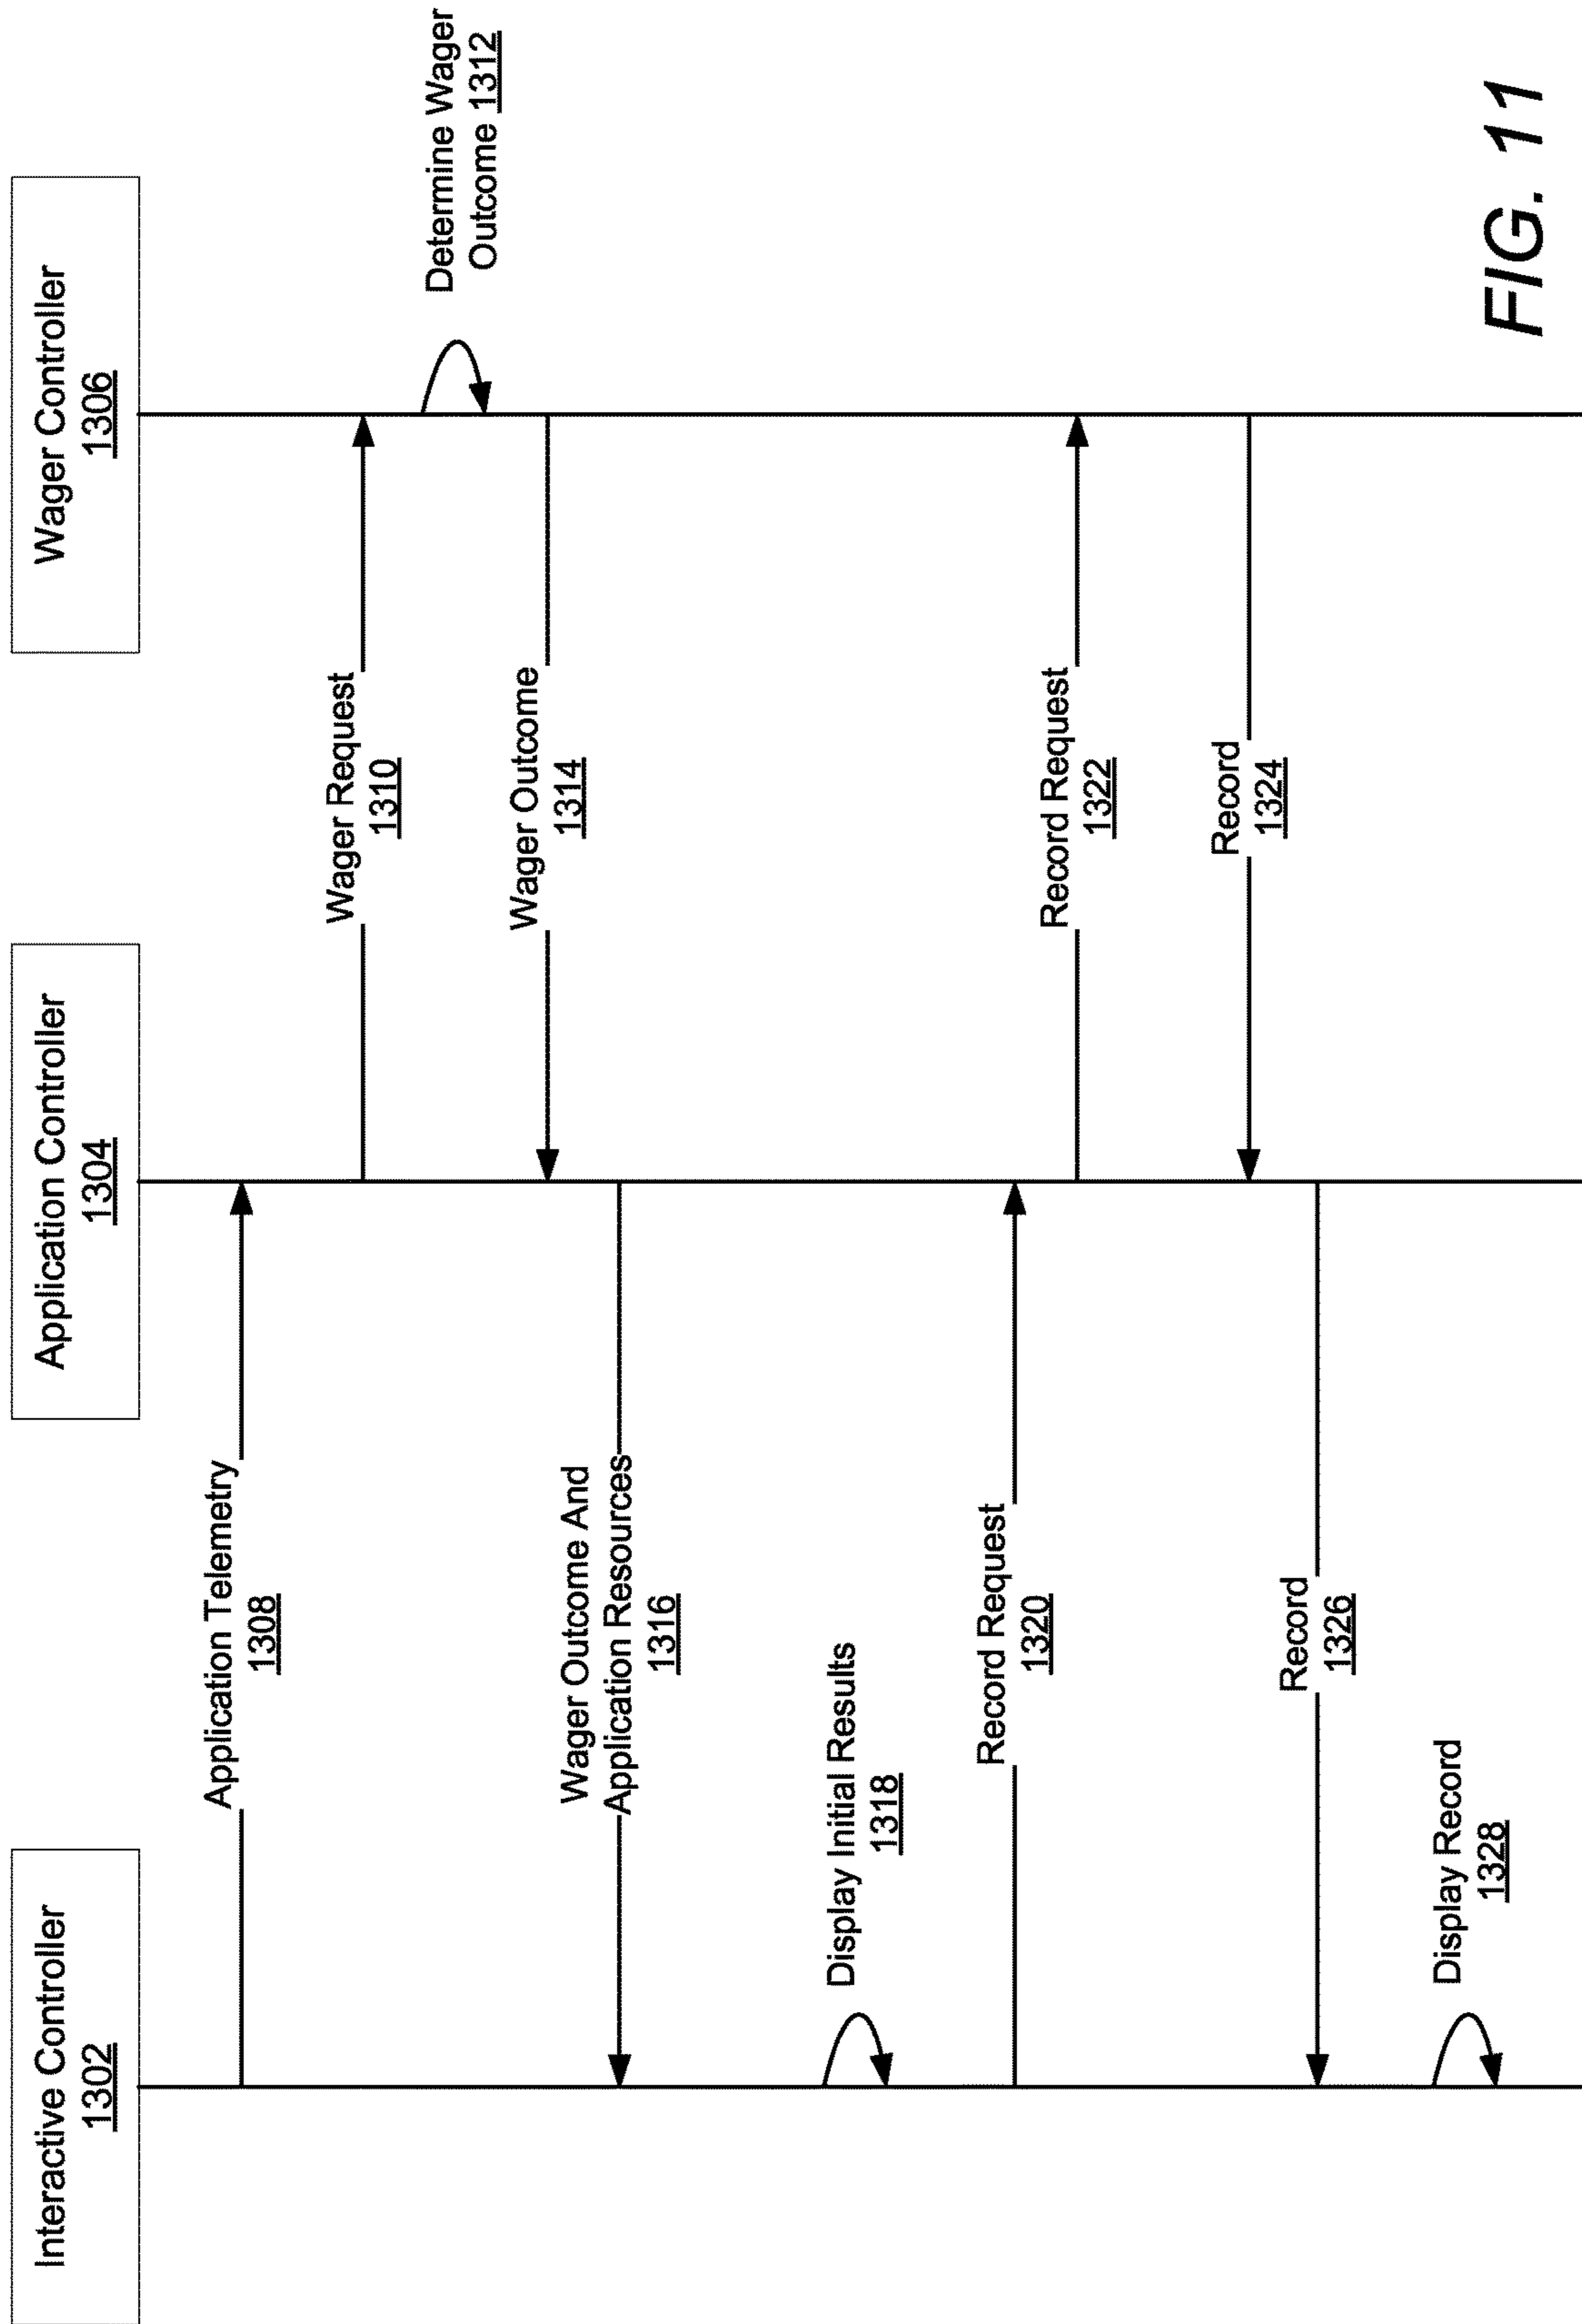 Interactive Controller
1302
Application Controller
1304
Wager Controller
1306
Application Telemetry
1308
Wager Request
1310
Determine Wager
Outcome 1312
Wager Outcome
1314
Wager Outcome And
Application Resources
1316
Display Initial Results
1318
Record Request
1320
Record Request
1322
Record
1324
Record
1326
Display Record
1328
FIG. 11